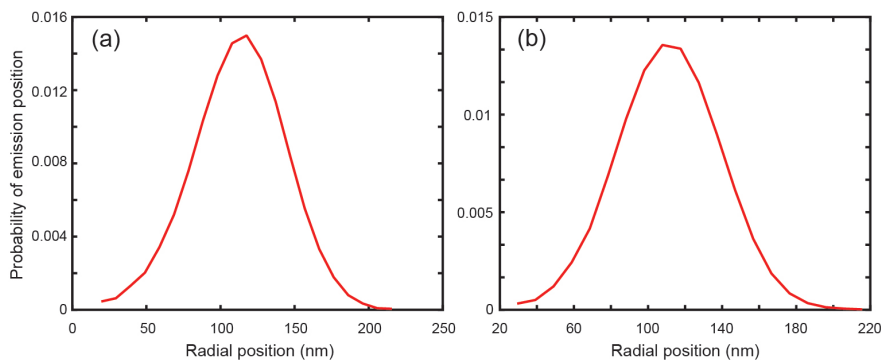 (a)
Probability of emission position
0.016
0.012
0.008
0.004
0
0 50 100 150 200 250
Radial position (nm)
(b)
0.015
0.01
0.005
0
20 60 100 140 180 220
Radial position (nm)